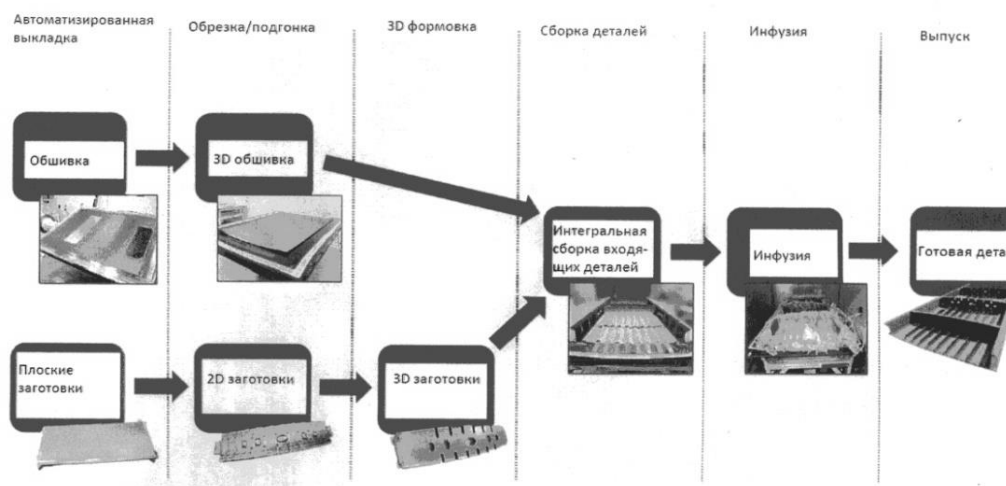 Автоматизированная
выкладка
Обрезка/подгонка
3D формовка
Сборка деталей
Инфузия
Выпуск
Обшивка
3D обшивка
Интегральная
сборка входя-
щих деталей
Инфузия
Готовая дета
Плоские
заготовки
2D заготовки
3D заготовки